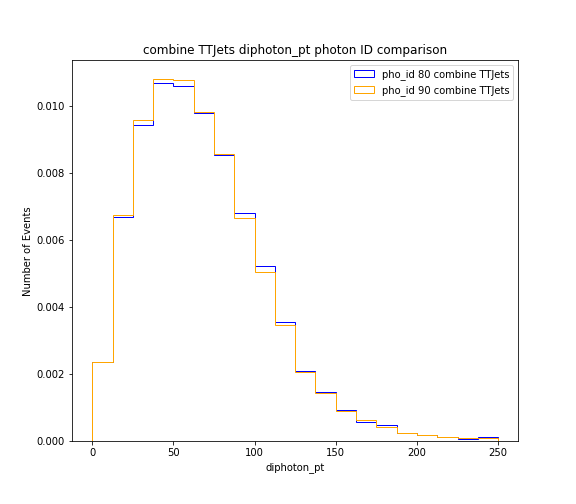 combine TTJets diphoton_pt photon ID comparison
pho_id 80 combine TTJets
pho_id 90 combine TTJets
Number of Events
0.010
0.008
0.006
0.004
0.002
0.000
0
50
100
150
200
250
diphoton_pt